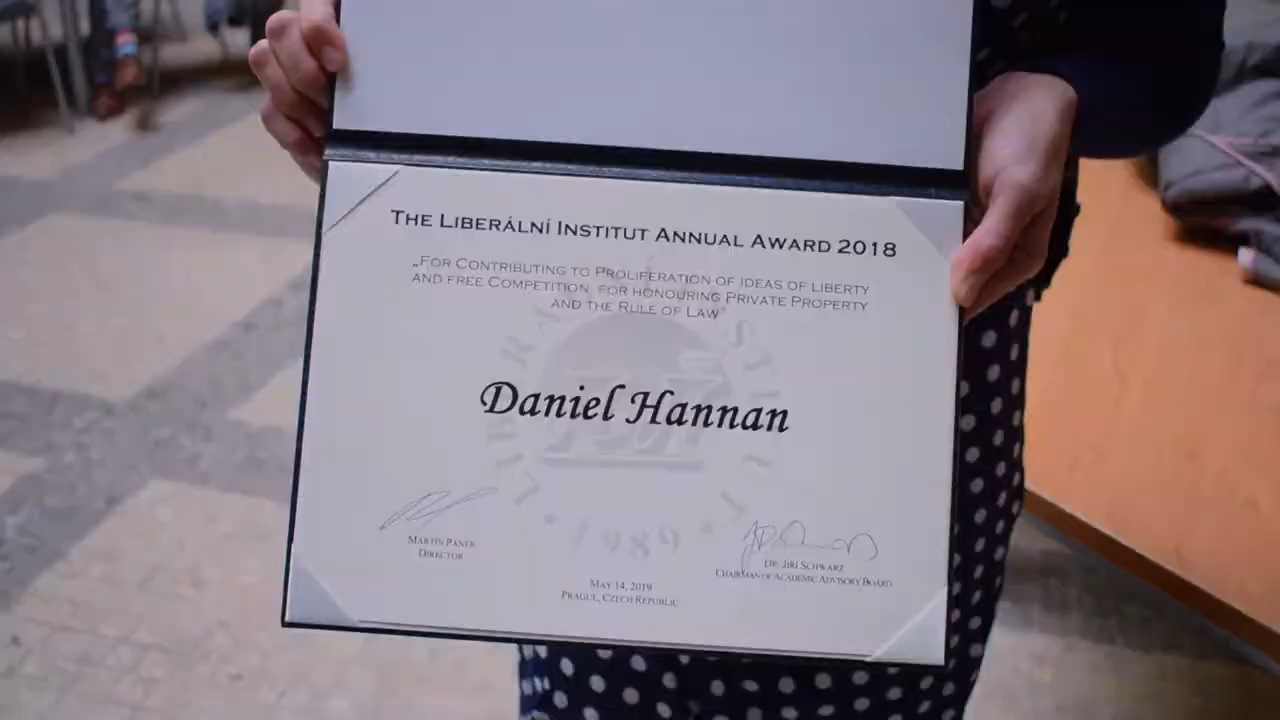 THE LIBERÁLNÍ INSTITUT ANNUAL AWARD 2018
„FOR CONTRIBUTING TO PROLIFERATION OF IDEAS OF LIBERTY
AND FREE COMPETITION, FOR HONOURING PRIVATE PROPERTY
AND THE RULE OF LAW"
Daniel Hannan
MARTIN PANEK
DIRECTOR
DR. JIRI SCHWARZ
CHAIRMAN OF ACADEMIC ADVISORY BOARD
MAY 14, 2019
PRAGUE, CZECH REPUBLIC
1989